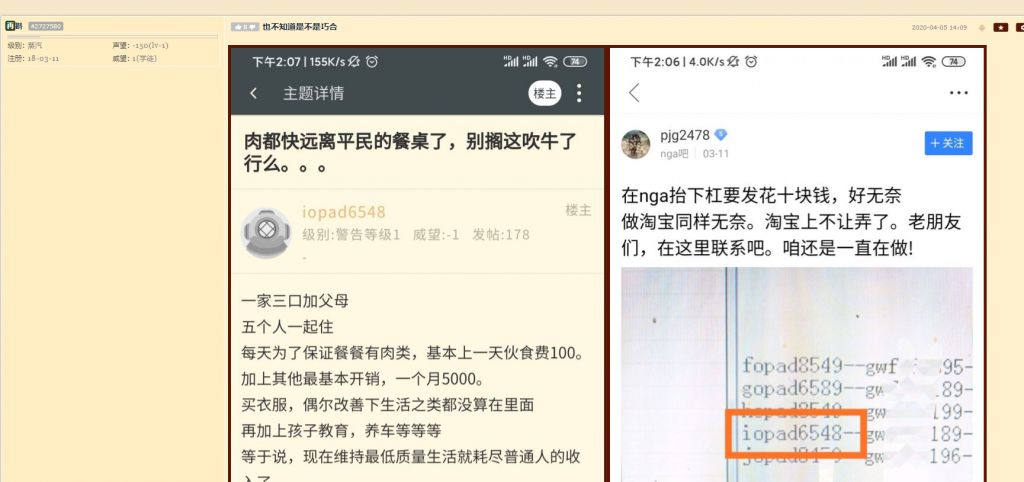 42727580
也不知道是不是巧合
2020-04-05 14:09
级别: 蒸汽
声望: -150(lv-1)
注册: 18-03-11
威望: 1(学徒)
下午2:07 | 155K/s
74
主题详情
楼主
肉都快远离平民的餐桌了，别搁这吹牛了
行么。。。
iopad6548
楼主
级别:警告等级1 威望:-1 发帖:178
-
一家三口加父母
五个人一起住
每天为了保证餐餐有肉类，基本上一天伙食费100。
加上其他最基本开销，一个月5000。
买衣服，偶尔改善下生活之类都没算在里面
再加上孩子教育，养车等等等
等于说，现在维持最低质量生活就耗尽普通人的收
入了
下午2:06 | 4.0K/s
74
pjg2478
+关注
nga吧 | 03-11
在nga抬下杠要发花十块钱，好无奈
做淘宝同样无奈。淘宝上不让弄了。老朋友
们，在这里联系吧。咱还是一直在做!
fopad8549--gwf 95-
gopad6589--gw 89-
hopad8549--gw 199-
iopad6548--gw 189-
jopad8459--gw 196-